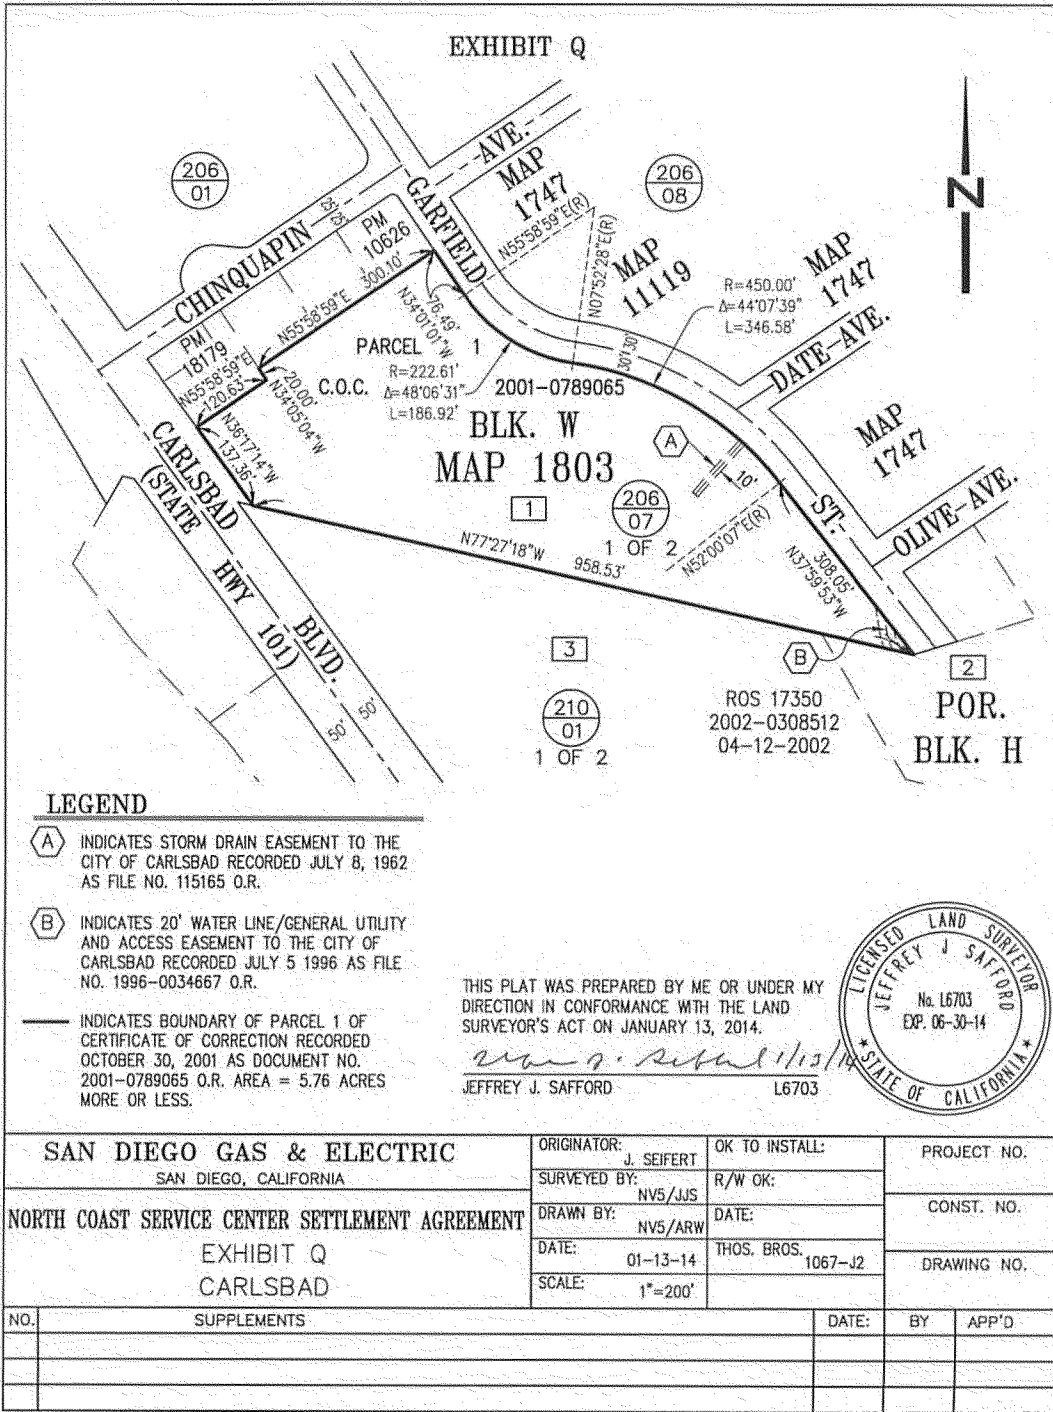 EXHIBIT Q
206
01
206
08
N
CHINQUAPIN
AVE.
25'
25'
GARFIELD
MAP
1747
PM
10626
N55°58'59"E(R)
N07°52'28"E(R)
MAP
11119
MAP
1747
R=450.00'
Δ=44°07'39"
L=346.58'
DATE AVE.
N55°58'59"E
300.10'
76.49'
N34°01'01"W
PM
18179
N55°58'59"E
120.63'
20.00'
N34°05'04"W
PARCEL 1
C.O.C. 2001-0789065
R=222.61'
Δ=48°06'31"
L=186.92'
30'
30'
BLK. W
MAP 1803
MAP
1747
A
10'
N36°17'14"W
137.36'
CARLSBAD BLVD.
(STATE HWY 101)
50'
50'
1
206
07
1 OF 2
N52°00'07"E(R)
ST.
OLIVE AVE.
N77°27'18"W 958.53'
308.05'
N37°59'53"W
3
B
2
210
01
1 OF 2
ROS 17350
2002-0308512
04-12-2002
POR.
BLK. H
LEGEND
A INDICATES STORM DRAIN EASEMENT TO THE
CITY OF CARLSBAD RECORDED JULY 8, 1962
AS FILE NO. 115165 O.R.
B INDICATES 20' WATER LINE/GENERAL UTILITY
AND ACCESS EASEMENT TO THE CITY OF
CARLSBAD RECORDED JULY 5 1996 AS FILE
NO. 1996-0034667 O.R.
INDICATES BOUNDARY OF PARCEL 1 OF
CERTIFICATE OF CORRECTION RECORDED
OCTOBER 30, 2001 AS DOCUMENT NO.
2001-0789065 O.R. AREA = 5.76 ACRES
MORE OR LESS.
THIS PLAT WAS PREPARED BY ME OR UNDER MY
DIRECTION IN CONFORMANCE WITH THE LAND
SURVEYOR'S ACT ON JANUARY 13, 2014.
1/13/14
JEFFREY J. SAFFORD L6703
LICENSED LAND SURVEYOR
JEFFREY J SAFFORD
No. L6703
EXP. 06-30-14
★ STATE OF CALIFORNIA ★
SAN DIEGO GAS & ELECTRIC
SAN DIEGO, CALIFORNIA
NORTH COAST SERVICE CENTER SETTLEMENT AGREEMENT
EXHIBIT Q
CARLSBAD
ORIGINATOR: J. SEIFERT
SURVEYED BY: NV5/JJS
DRAWN BY: NV5/ARW
DATE: 01-13-14
SCALE: 1"=200'
OK TO INSTALL:
R/W OK:
DATE:
THOS. BROS. 1067-J2
PROJECT NO.
CONST. NO.
DRAWING NO.
NO. SUPPLEMENTS DATE: BY APP'D